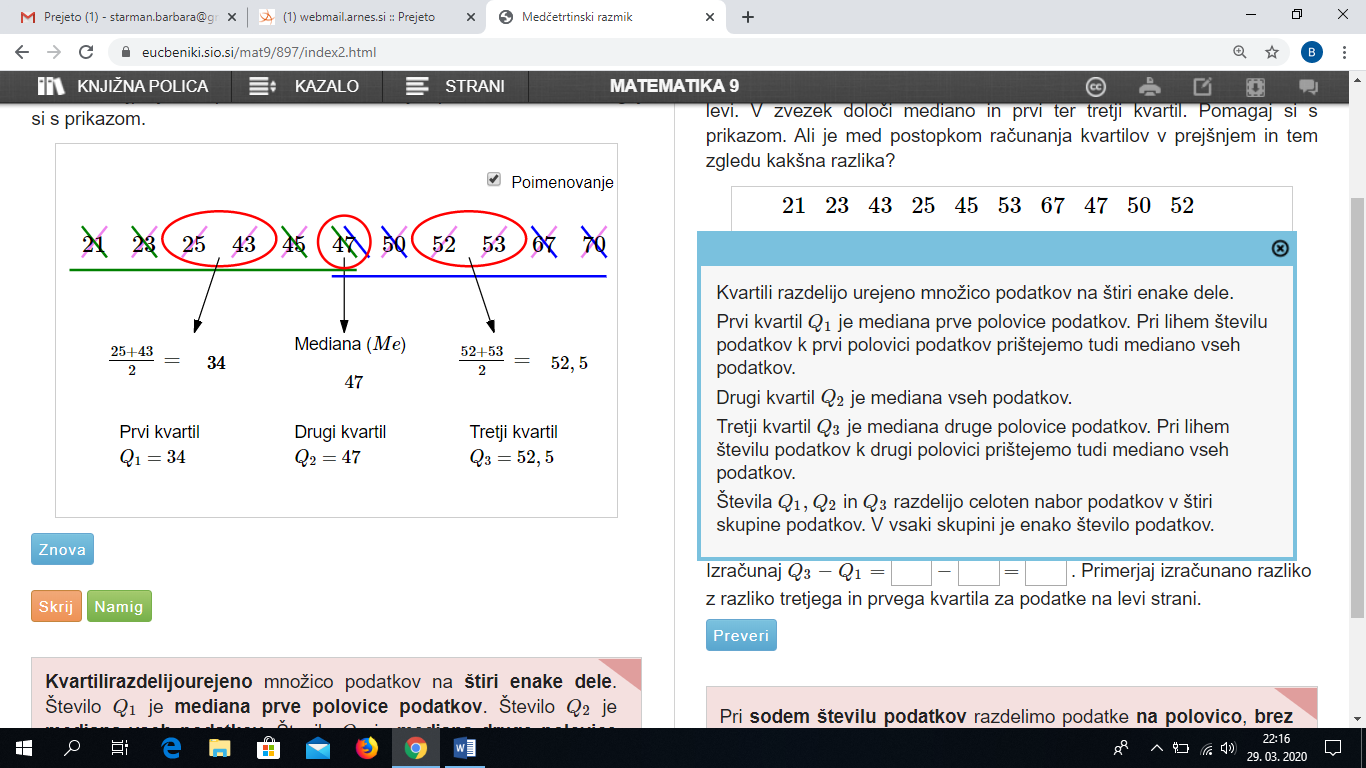 Prejeto (1) - starman.barbara@gr
(1) webmail.arnes.si :: Prejeto
Medčetrtinski razmik
eucbeniki.sio.si/mat9/897/index2.html
B
KNJIŽNA POLICA
KAZALO
STRANI
MATEMATIKA 9
si s prikazom.
Poimenovanje
21 23 25 43 45 47 50 52 53 67 70
25+43/2 = 34
Mediana (Me)
47
52+53/2 = 52,5
Prvi kvartil
Q₁ = 34
Drugi kvartil
Q₂ = 47
Tretji kvartil
Q₃ = 52,5
Znova
Skrij
Namig
Kvartilirazdelijourejeno množico podatkov na štiri enake dele.
Število Q₁ je mediana prve polovice podatkov. Število Q₂ je
levi. V zvezek določi mediano in prvi ter tretji kvartil. Pomagaj si s
prikazom. Ali je med postopkom računanja kvartilov v prejšnjem in tem
zgledu kakšna razlika?
21 23 43 25 45 53 67 47 50 52
Kvartili razdelijo urejeno množico podatkov na štiri enake dele.
Prvi kvartil Q₁ je mediana prve polovice podatkov. Pri lihem številu
podatkov k prvi polovici podatkov prištejemo tudi mediano vseh
podatkov.
Drugi kvartil Q₂ je mediana vseh podatkov.
Tretji kvartil Q₃ je mediana druge polovice podatkov. Pri lihem
številu podatkov k drugi polovici prištejemo tudi mediano vseh
podatkov.
Števila Q₁, Q₂ in Q₃ razdelijo celoten nabor podatkov v štiri
skupine podatkov. V vsaki skupini je enako število podatkov.
Izračunaj Q₃ − Q₁ = − = . Primerjaj izračunano razliko
z razliko tretjega in prvega kvartila za podatke na levi strani.
Preveri
Pri sodem številu podatkov razdelimo podatke na polovico, brez
22:16
29. 03. 2020